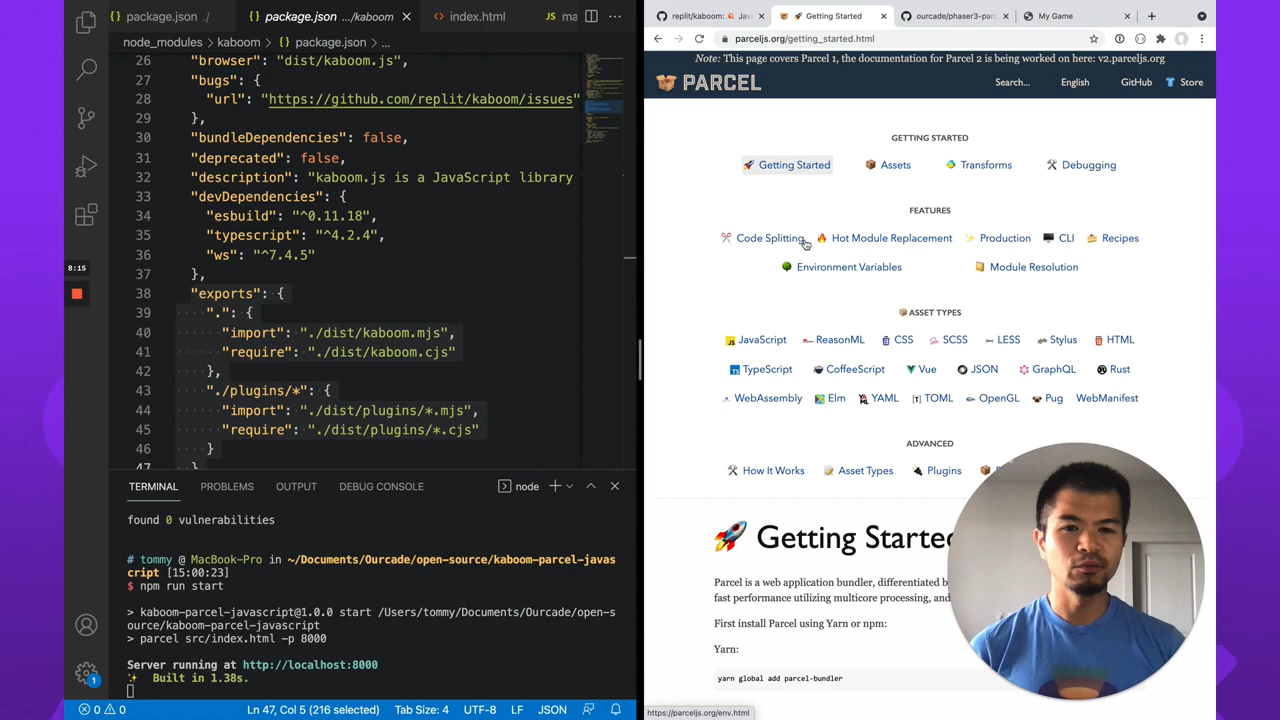 package.json ./
package.json .../kaboom
index.html
JS
node_modules > kaboom > package.json > ...
26 "browser": "dist/kaboom.js",
27 "bugs": {
28 "url": "https://github.com/replit/kaboom/issues"
29 },
30 "bundleDependencies": false,
31 "deprecated": false,
32 "description": "kaboom.js is a JavaScript library
33 "devDependencies": {
34 "esbuild": "^0.11.18",
35 "typescript": "^4.2.4",
36 "ws": "^7.4.5"
37 },
38 "exports": {
39 ".": {
40 "import": "./dist/kaboom.mjs",
41 "require": "./dist/kaboom.cjs"
42 },
43 "./plugins/*": {
44 "import": "./dist/plugins/*.mjs",
45 "require": "./dist/plugins/*.cjs"
46 }
47 }
8:15
TERMINAL PROBLEMS OUTPUT DEBUG CONSOLE
node
found 0 vulnerabilities
# tommy @ MacBook-Pro in ~/Documents/Ourcade/open-source/kaboom-parcel-javas
cript [15:00:23]
$ npm run start
> kaboom-parcel-javascript@1.0.0 start /Users/tommy/Documents/Ourcade/open-s
ource/kaboom-parcel-javascript
> parcel src/index.html -p 8000
Server running at http://localhost:8000
✨ Built in 1.38s.
1
0 0
Ln 47, Col 5 (216 selected)
Tab Size: 4
UTF-8
LF
JSON
replit/kaboom:
Getting Started
ourcade/phaser3-parc
My Game
parceljs.org/getting_started.html
Note: This page covers Parcel 1, the documentation for Parcel 2 is being worked on here: v2.parceljs.org
PARCEL
Search...
English
GitHub
Store
GETTING STARTED
Getting Started
Assets
Transforms
Debugging
FEATURES
Code Splitting
Hot Module Replacement
Production
CLI
Recipes
Environment Variables
Module Resolution
ASSET TYPES
JavaScript
ReasonML
CSS
SCSS
LESS
Stylus
HTML
TypeScript
CoffeeScript
Vue
JSON
GraphQL
Rust
WebAssembly
Elm
YAML
TOML
OpenGL
Pug
WebManifest
ADVANCED
How It Works
Asset Types
Plugins
Getting Started
Parcel is a web application bundler, differentiated by
fast performance utilizing multicore processing, and
First install Parcel using Yarn or npm:
Yarn:
yarn global add parcel-bundler
https://parceljs.org/env.html